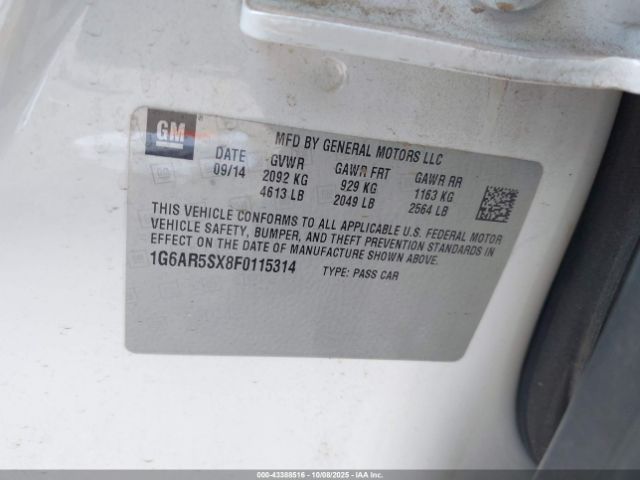 GM
MFD BY GENERAL MOTORS LLC
DATE GVWR GAWR FRT GAWR RR
09/14 2092 KG 929 KG 1163 KG
4613 LB 2049 LB 2564 LB
THIS VEHICLE CONFORMS TO ALL APPLICABLE U.S. FEDERAL MOTOR
VEHICLE SAFETY, BUMPER, AND THEFT PREVENTION STANDARDS IN
EFFECT ON THE DATE OF MANUFACTURE SHOWN ABOVE.
1G6AR5SX8F0115314 TYPE: PASS CAR
000-43388516 - 10/08/2025 - COPYRIGHT IAA, LLC